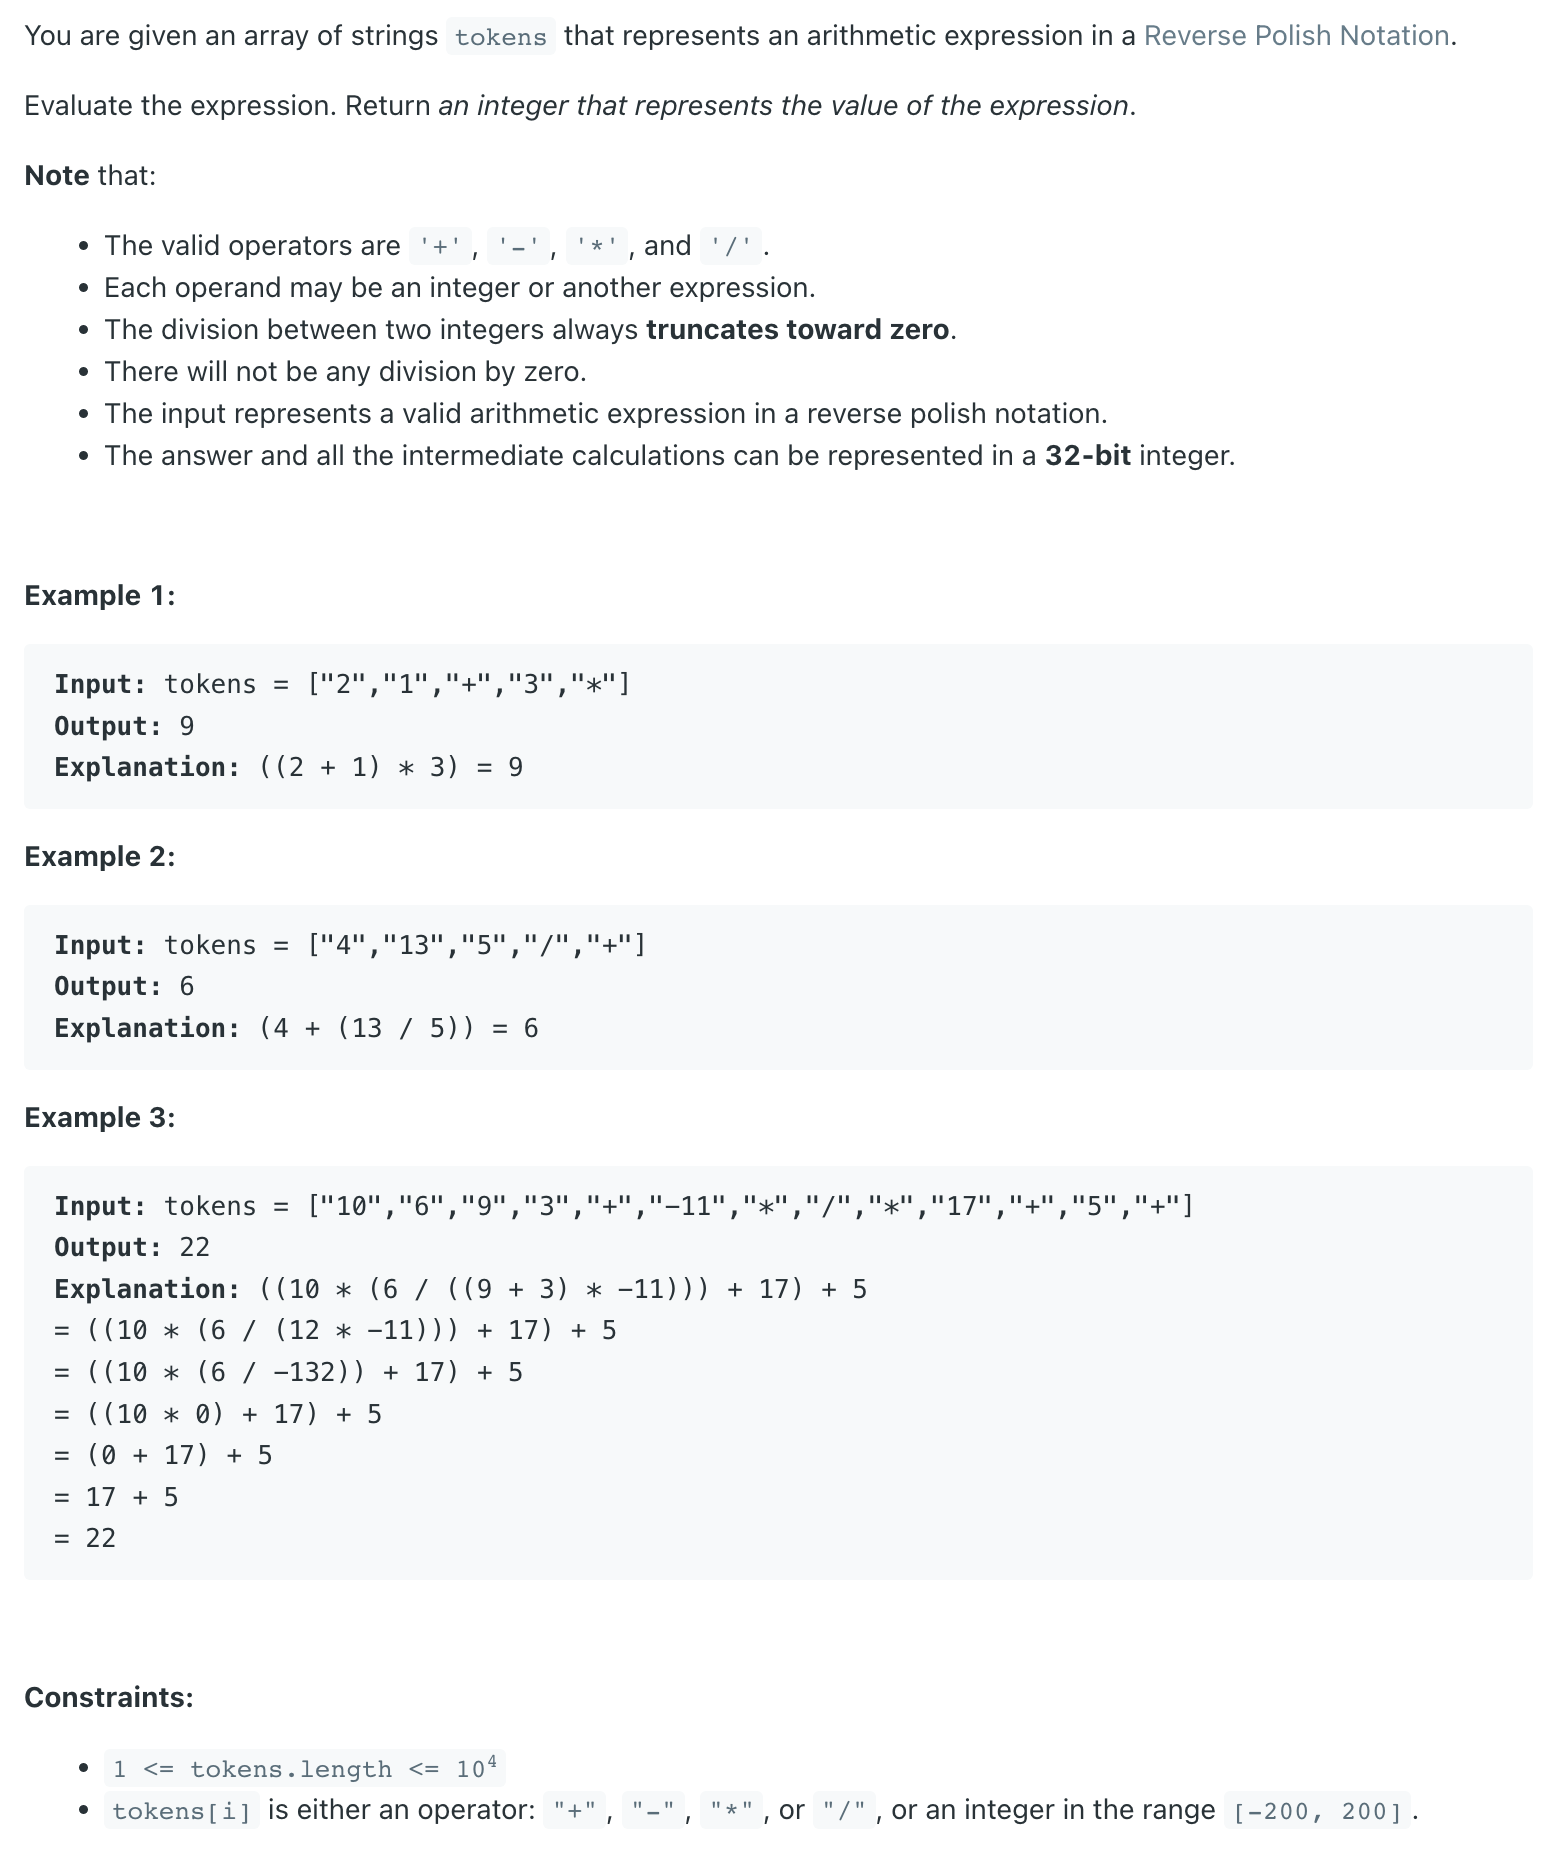 You are given an array of strings tokens that represents an arithmetic expression in a Reverse Polish Notation.
Evaluate the expression. Return an integer that represents the value of the expression.
Note that:
• The valid operators are '+', '-', '*', and '/'.
• Each operand may be an integer or another expression.
• The division between two integers always truncates toward zero.
• There will not be any division by zero.
• The input represents a valid arithmetic expression in a reverse polish notation.
• The answer and all the intermediate calculations can be represented in a 32-bit integer.
Example 1:
Input: tokens = ["2","1","+","3","*"]
Output: 9
Explanation: ((2 + 1) * 3) = 9
Example 2:
Input: tokens = ["4","13","5","/","+"]
Output: 6
Explanation: (4 + (13 / 5)) = 6
Example 3:
Input: tokens = ["10","6","9","3","+","-11","*","/","*","17","+","5","+"]
Output: 22
Explanation: ((10 * (6 / ((9 + 3) * -11))) + 17) + 5
= ((10 * (6 / (12 * -11))) + 17) + 5
= ((10 * (6 / -132)) + 17) + 5
= ((10 * 0) + 17) + 5
= (0 + 17) + 5
= 17 + 5
= 22
Constraints:
• 1 <= tokens.length <= 10⁴
• tokens[i] is either an operator: "+", "-", "*", or "/", or an integer in the range [-200, 200].